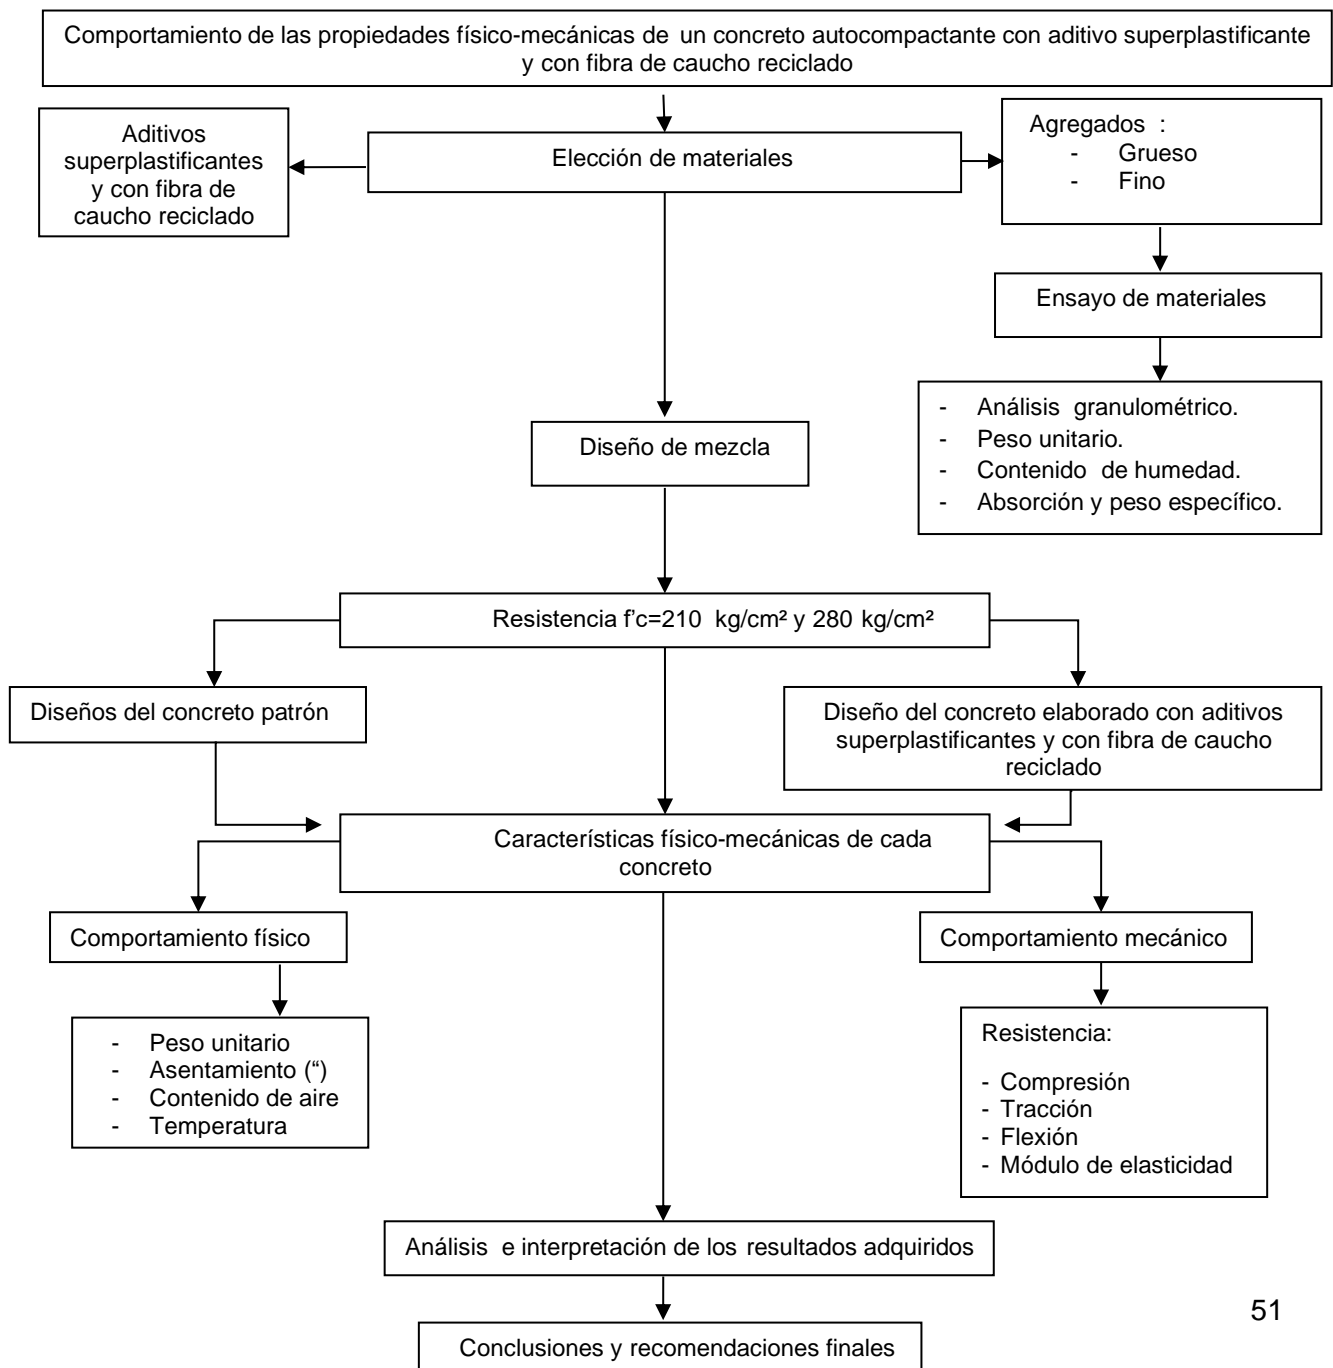 Comportamiento de las propiedades físico-mecánicas de un concreto autocompactante con aditivo superplastificante
y con fibra de caucho reciclado
Aditivos
superplastificantes
y con fibra de
caucho reciclado
Elección de materiales
Agregados :
- Grueso
- Fino
Ensayo de materiales
- Análisis granulométrico.
- Peso unitario.
- Contenido de humedad.
- Absorción y peso específico.
Diseño de mezcla
Resistencia f’c=210 kg/cm² y 280 kg/cm²
Diseños del concreto patrón
Diseño del concreto elaborado con aditivos
superplastificantes y con fibra de caucho
reciclado
Características físico-mecánicas de cada
concreto
Comportamiento físico
Comportamiento mecánico
- Peso unitario
- Asentamiento (“)
- Contenido de aire
- Temperatura
Resistencia:
- Compresión
- Tracción
- Flexión
- Módulo de elasticidad
Análisis e interpretación de los resultados adquiridos
Conclusiones y recomendaciones finales
51